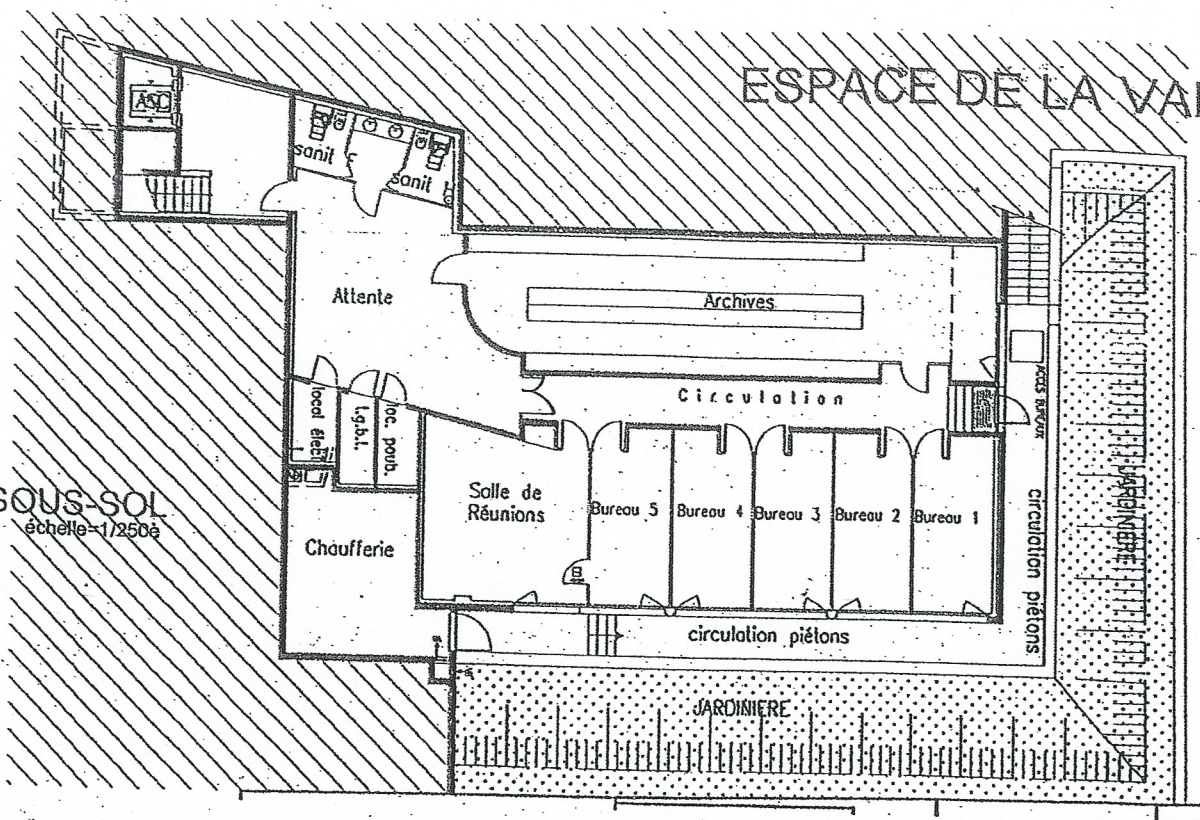 ESPACE DE LA VAL
ASC
sanit F
sanit H
Attente
Archives
Circulation
ACCES BUREAUX
local élect
t.g.b.t.
loc. poub
SOUS-SOL
échelle=1/250è
Salle de
Réunions
Bureau 5
Bureau 4
Bureau 3
Bureau 2
Bureau 1
Chaufferie
circulation piétons
circulation piétons
JARDINIERE
JARDINIERE